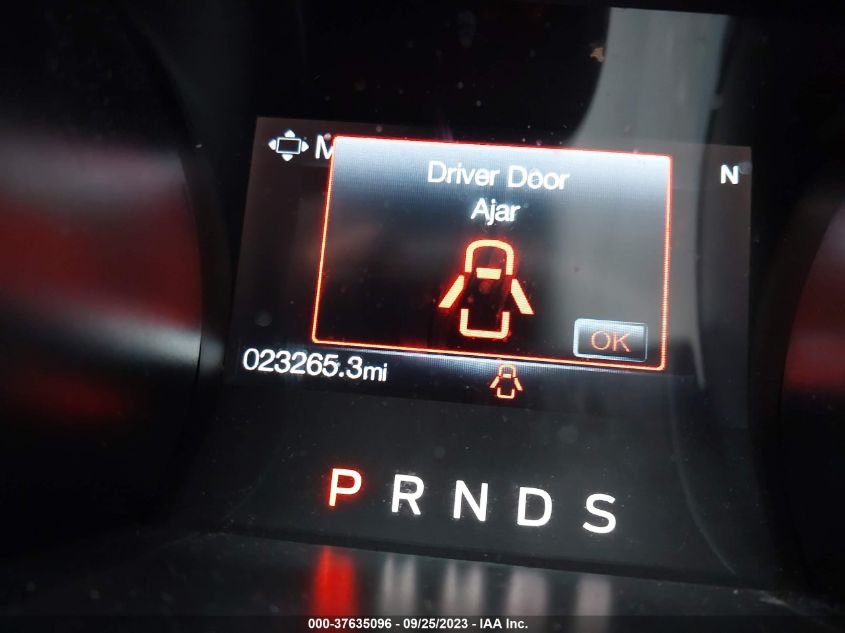 M
N
Driver Door
Ajar
OK
023265.3mi
P R N D S
000-37635096 - 09/25/2023 - IAA Inc.